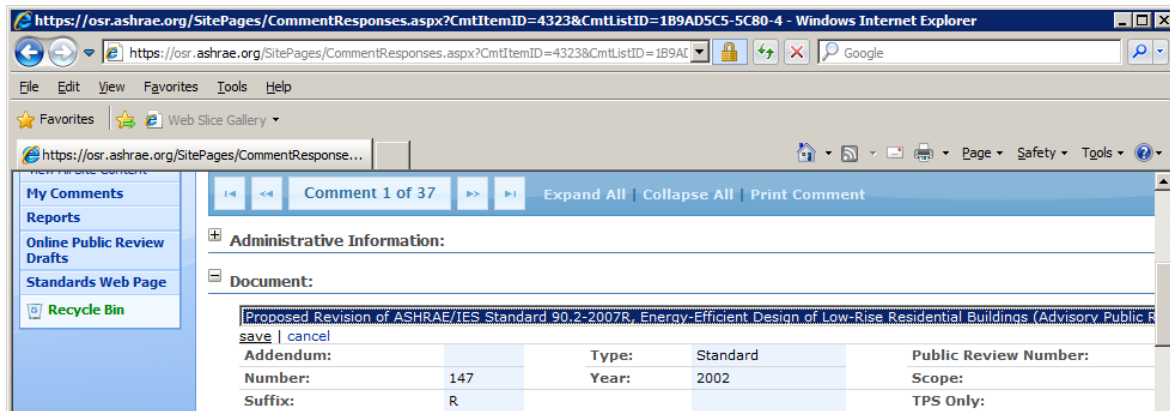 https://osr.ashrae.org/SitePages/CommentResponses.aspx?CmtItemID=4323&CmtListID=1B9AD5C5-5C80-4 - Windows Internet Explorer
https://osr.ashrae.org/SitePages/CommentResponses.aspx?CmtItemID=4323&CmtListID=1B9AD Google
File Edit View Favorites Tools Help
Favorites Web Slice Gallery
https://osr.ashrae.org/SitePages/CommentResponse... Page Safety Tools
View All Site Content
My Comments
Reports
Online Public Review Drafts
Standards Web Page
Recycle Bin
Comment 1 of 37 Expand All | Collapse All | Print Comment
Administrative Information:
Document:
Proposed Revision of ASHRAE/IES Standard 90.2-2007R, Energy-Efficient Design of Low-Rise Residential Buildings (Advisory Public R
save | cancel
Addendum: Type: Standard Public Review Number:
Number: 147 Year: 2002 Scope:
Suffix: R TPS Only: